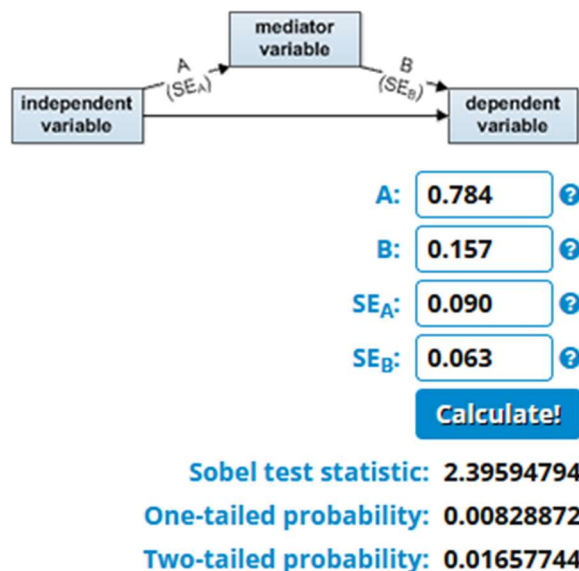 mediator
variable
A
(SEA)
B
(SEB)
independent
variable
dependent
variable
A: 0.784 ?
B: 0.157 ?
SEA: 0.090 ?
SEB: 0.063 ?
Calculate!
Sobel test statistic: 2.39594794
One-tailed probability: 0.00828872
Two-tailed probability: 0.01657744